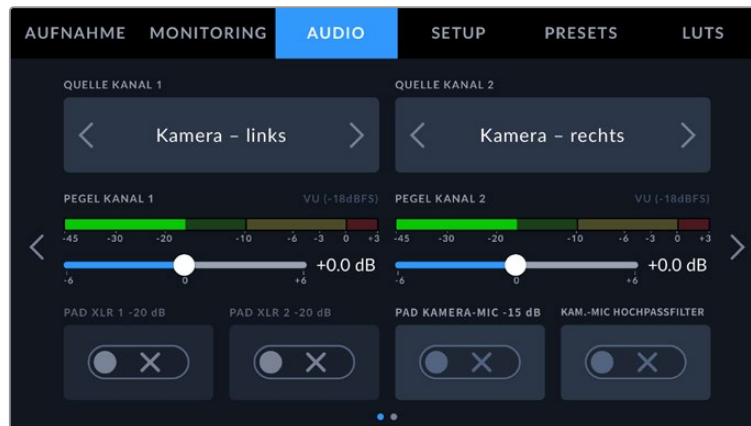 AUFNAHME MONITORING AUDIO SETUP PRESETS LUTS
QUELLE KANAL 1 QUELLE KANAL 2
Kamera – links Kamera – rechts
PEGEL KANAL 1 VU (-18dBFS) PEGEL KANAL 2 VU (-18dBFS)
-45 -30 -20 -10 -6 -3 0 +3 -45 -30 -20 -10 -6 -3 0 +3
+0.0 dB +0.0 dB
-6 0 +6 -6 0 +6
PAD XLR 1 -20 dB PAD XLR 2 -20 dB PAD KAMERA-MIC -15 dB KAM.-MIC HOCHPASSFILTER